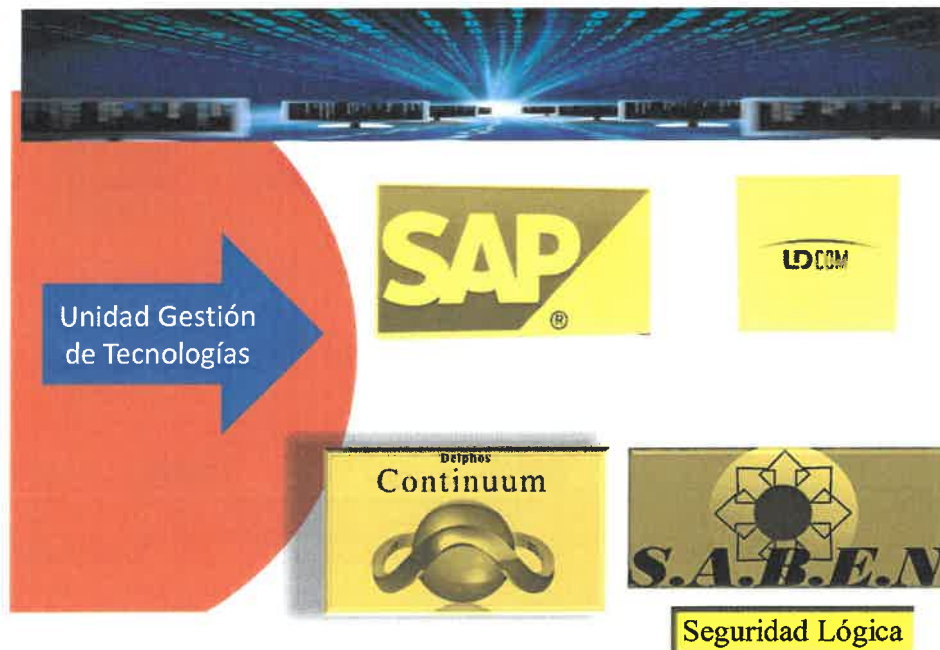 SAP
®
LDCOM
Unidad Gestión
de Tecnologías
Delphos
Continuum
S.A.B.E.N
Seguridad Lógica